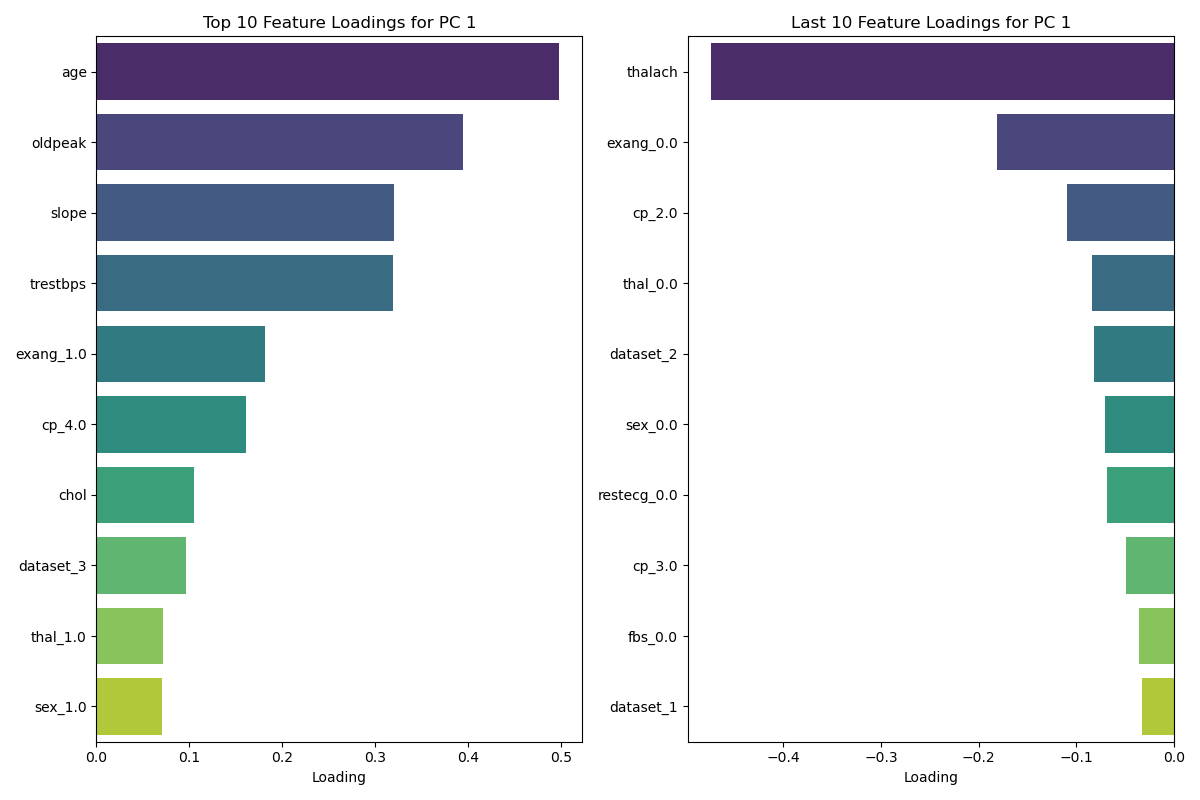 Top 10 Feature Loadings for PC 1
age
oldpeak
slope
trestbps
exang_1.0
cp_4.0
chol
dataset_3
thal_1.0
sex_1.0
0.0 0.1 0.2 0.3 0.4 0.5
Loading
Last 10 Feature Loadings for PC 1
thalach
exang_0.0
cp_2.0
thal_0.0
dataset_2
sex_0.0
restecg_0.0
cp_3.0
fbs_0.0
dataset_1
−0.4 −0.3 −0.2 −0.1 0.0
Loading